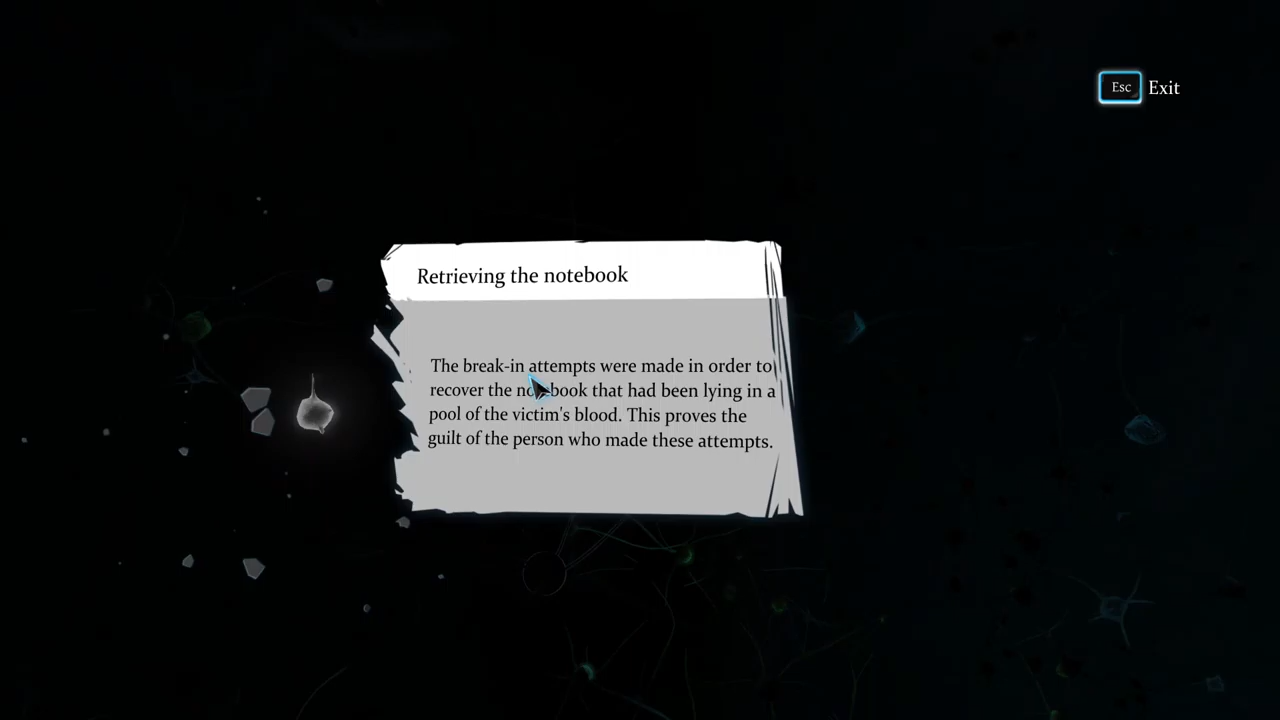 Esc Exit
Retrieving the notebook
The break-in attempts were made in order to
recover the notebook that had been lying in a
pool of the victim's blood. This proves the
guilt of the person who made these attempts.